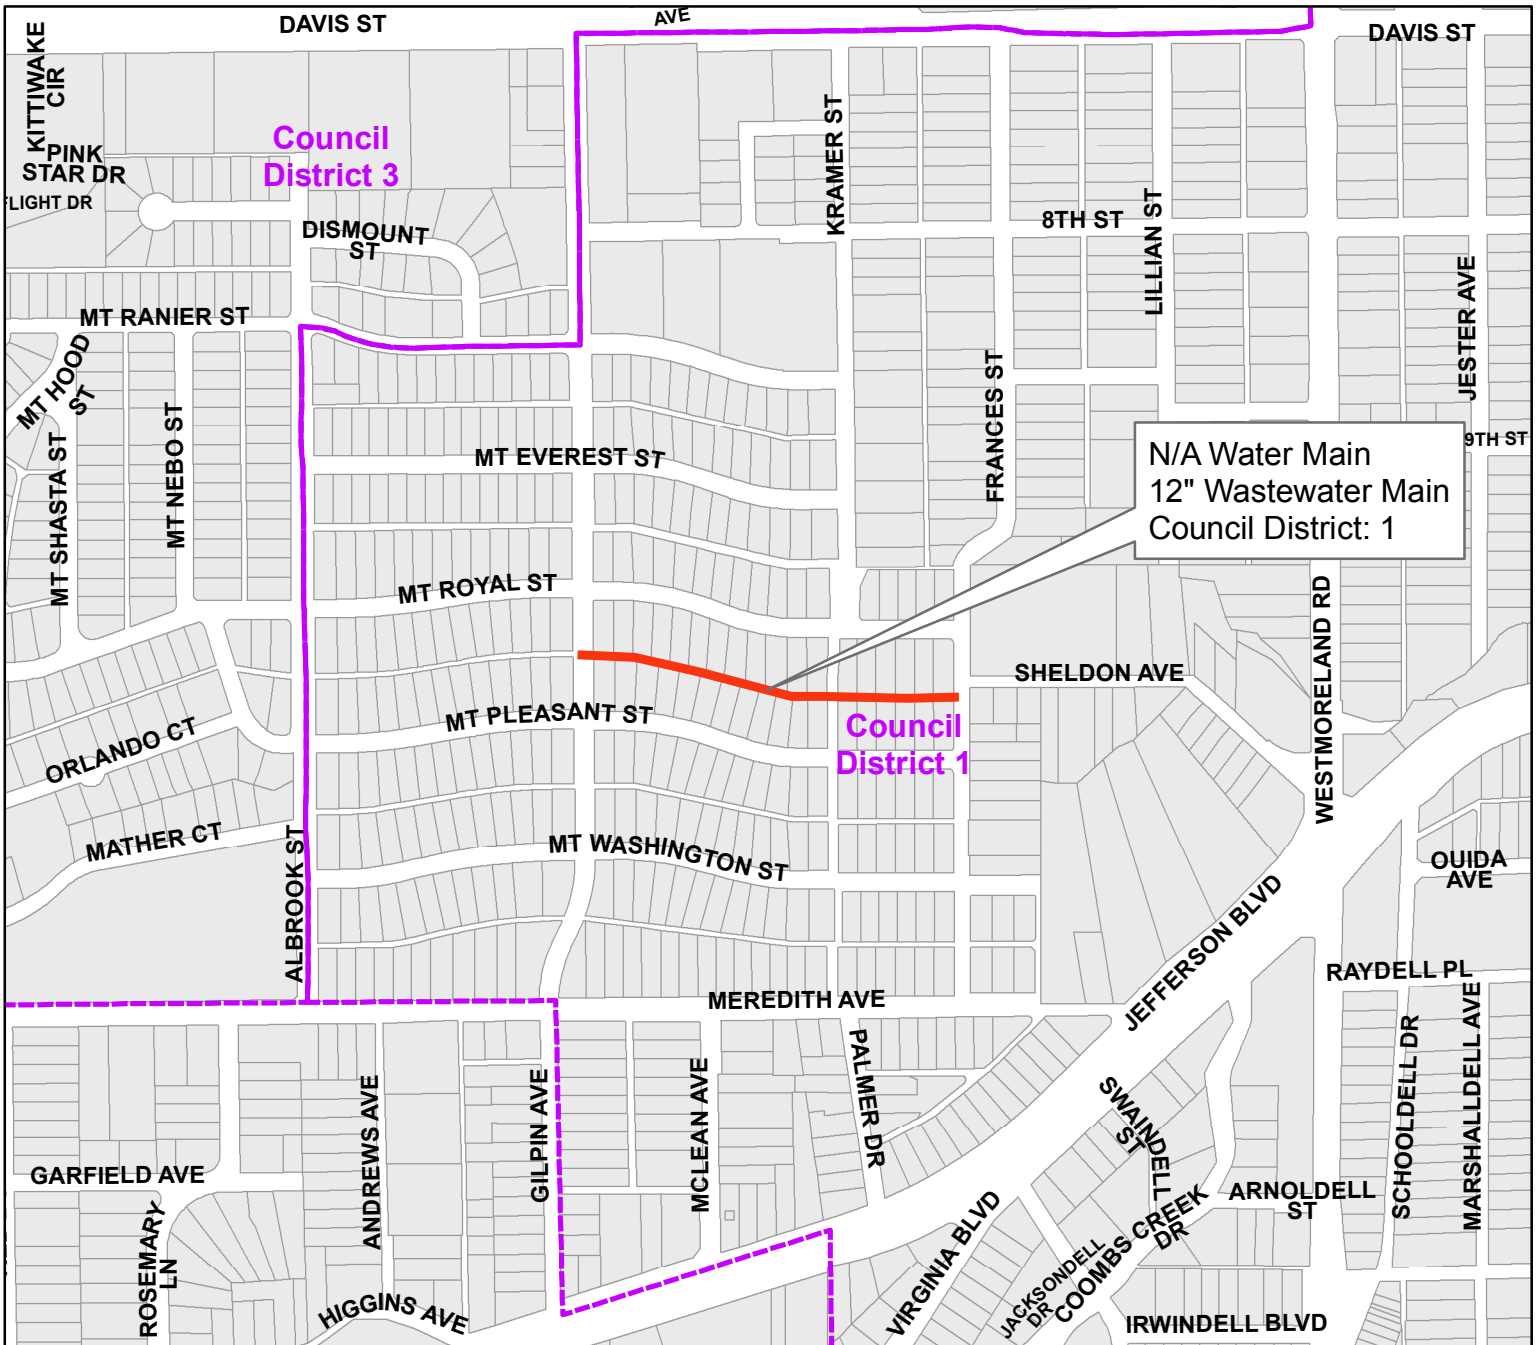 DAVIS ST
AVE
DAVIS ST
KITTIWAKE
CIR
PINK
STAR DR
FLIGHT DR
Council
District 3
DISMOUNT
ST
KRAMER ST
8TH ST
LILLIAN ST
JESTER AVE
MT RANIER ST
MT HOOD
ST
MT SHASTA ST
MT NEBO ST
MT EVEREST ST
FRANCES ST
9TH ST
N/A Water Main
12" Wastewater Main
Council District: 1
MT ROYAL ST
SHELDON AVE
WESTMORELAND RD
MT PLEASANT ST
Council
District 1
ORLANDO CT
MATHER CT
ALBROOK ST
MT WASHINGTON ST
OUIDA
AVE
JEFFERSON BLVD
RAYDELL PL
MEREDITH AVE
PALMER DR
MCLEAN AVE
GILPIN AVE
ANDREWS AVE
GARFIELD AVE
ROSEMARY
LN
HIGGINS AVE
SWAINDELL
ST
SCHOOLDELL DR
MARSHALLDELL AVE
ARNOLDELL
ST
VIRGINIA BLVD
JACKSONDELL
DR
COOMBS CREEK
DR
IRWINDELL BLVD